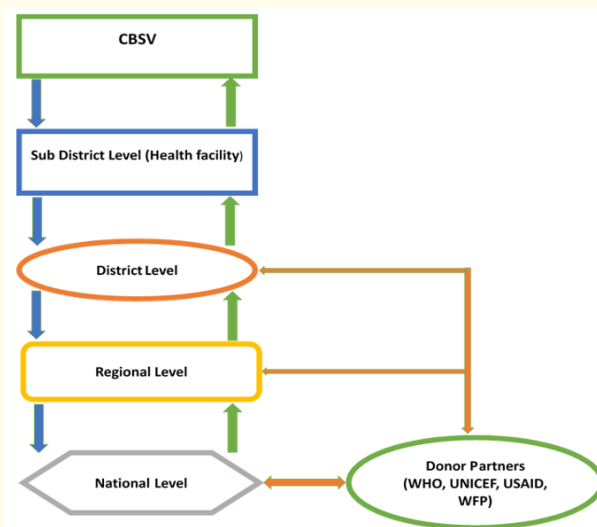 CBSV
Sub District Level (Health facility)
District Level
Regional Level
National Level
Donor Partners
(WHO, UNICEF, USAID,
WFP)